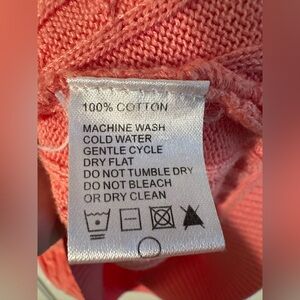 100% COTTON
MACHINE WASH
COLD WATER
GENTLE CYCLE
DRY FLAT
DO NOT TUMBLE DRY
DO NOT BLEACH
OR DRY CLEAN